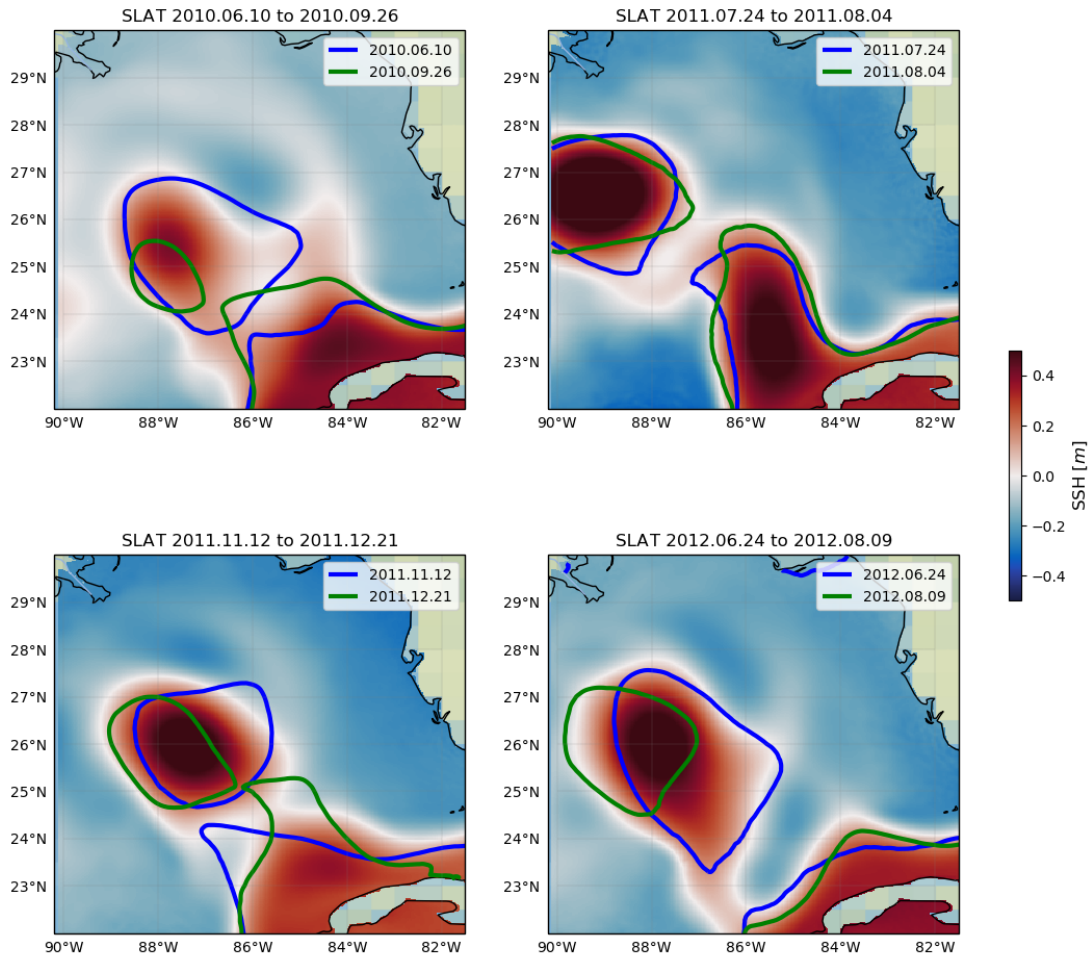 SLAT 2010.06.10 to 2010.09.26
2010.06.10
2010.09.26
29°N
28°N
27°N
26°N
25°N
24°N
23°N
90°W 88°W 86°W 84°W 82°W
SLAT 2011.07.24 to 2011.08.04
2011.07.24
2011.08.04
29°N
28°N
27°N
26°N
25°N
24°N
23°N
90°W 88°W 86°W 84°W 82°W
SLAT 2011.11.12 to 2011.12.21
2011.11.12
2011.12.21
29°N
28°N
27°N
26°N
25°N
24°N
23°N
90°W 88°W 86°W 84°W 82°W
SLAT 2012.06.24 to 2012.08.09
2012.06.24
2012.08.09
29°N
28°N
27°N
26°N
25°N
24°N
23°N
90°W 88°W 86°W 84°W 82°W
0.4
0.2
0.0
−0.2
−0.4
SSH [m]